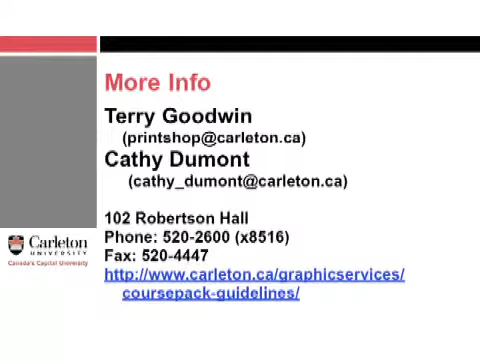 More Info
Terry Goodwin
(printshop@carleton.ca)
Cathy Dumont
(cathy_dumont@carleton.ca)
102 Robertson Hall
Phone: 520-2600 (x8516)
Fax: 520-4447
http://www.carleton.ca/graphicservices/
coursepack-guidelines/
Carleton
UNIVERSITY
Canada's Capital University